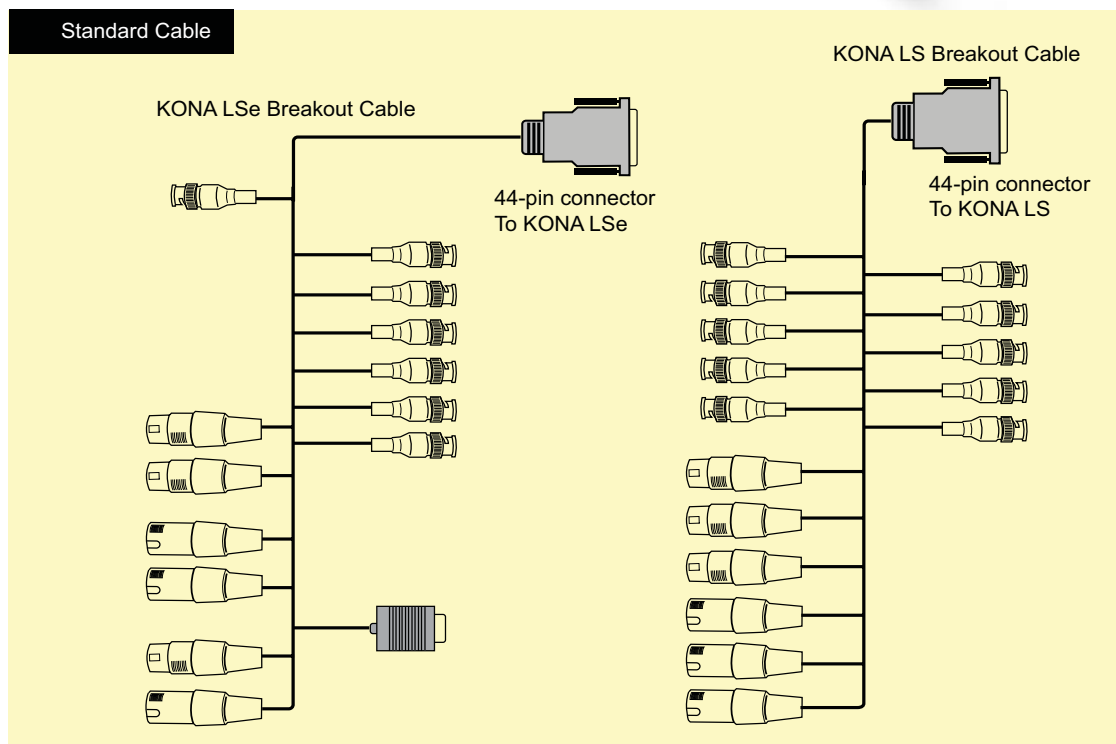 Standard Cable
KONA LSe Breakout Cable
44-pin connector
To KONA LSe
KONA LS Breakout Cable
44-pin connector
To KONA LS